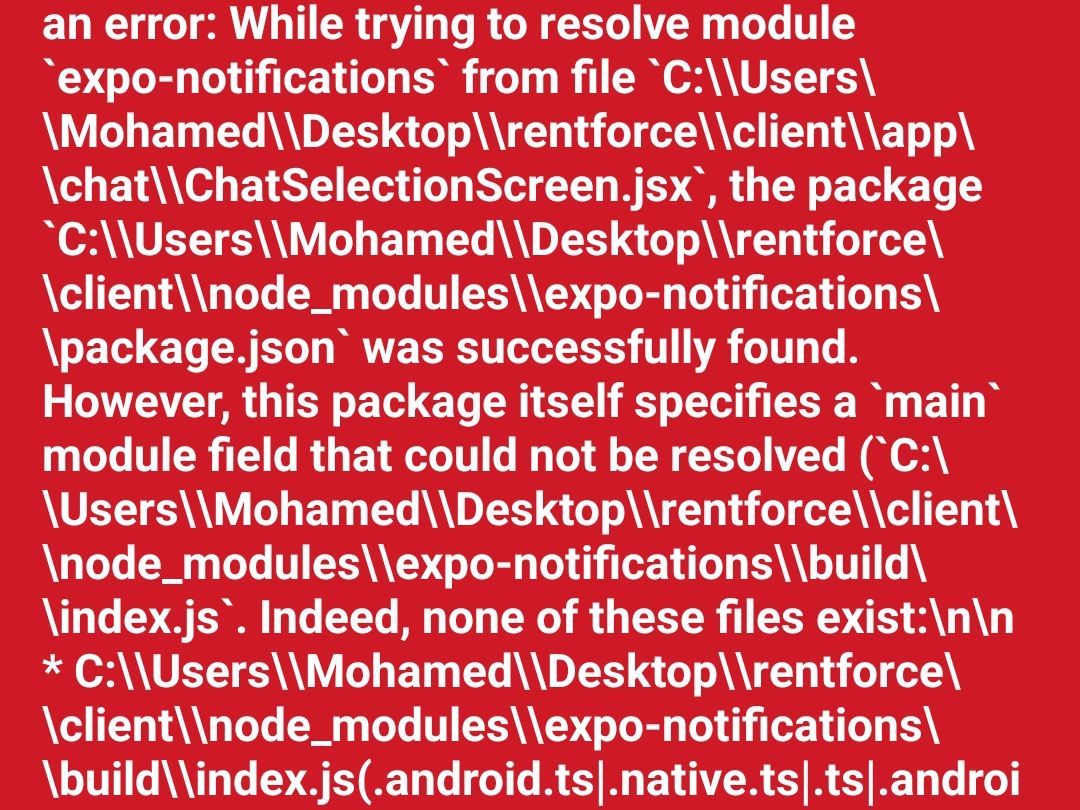 an error: While trying to resolve module
`expo-notifications` from file `C:\\Users\
\Mohamed\\Desktop\\rentforce\\client\\app\
\chat\\ChatSelectionScreen.jsx`, the package
`C:\\Users\\Mohamed\\Desktop\\rentforce\
\client\\node_modules\\expo-notifications\
\package.json` was successfully found.
However, this package itself specifies a `main`
module field that could not be resolved (`C:\
\Users\\Mohamed\\Desktop\\rentforce\\client\
\node_modules\\expo-notifications\\build\
\index.js`. Indeed, none of these files exist:\n\n
* C:\\Users\\Mohamed\\Desktop\\rentforce\
\client\\node_modules\\expo-notifications\
\build\\index.js(.android.ts|.native.ts|.ts|.androi